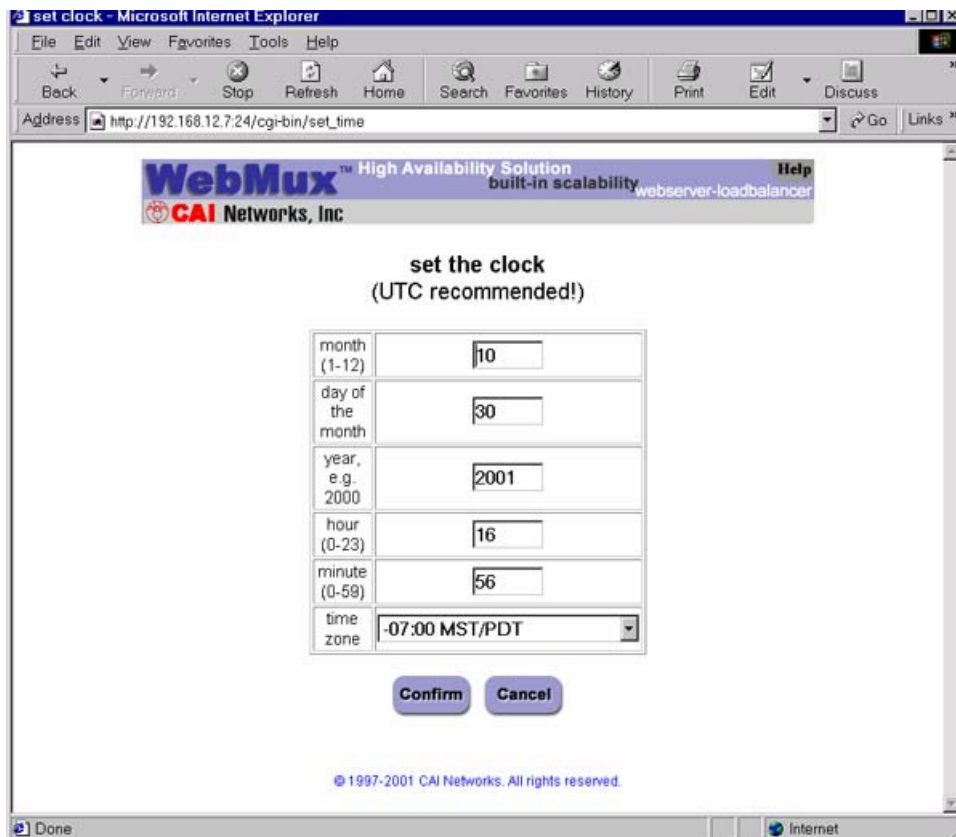 set clock - Microsoft Internet Explorer
File Edit View Favorites Tools Help
Back Forward Stop Refresh Home Search Favorites History Print Edit Discuss
Address http://192.168.12.7:24/cgi-bin/set_time Go Links
WebMux™ High Availability Solution Help
built-in scalability
webserver-loadbalancer
CAI Networks, Inc
set the clock
(UTC recommended!)
month
(1-12)
10
day of
the
month
30
year,
e.g.
2000
2001
hour
(0-23)
16
minute
(0-59)
56
time
zone
-07:00 MST/PDT
Confirm Cancel
© 1997-2001 CAI Networks. All rights reserved.
Done Internet